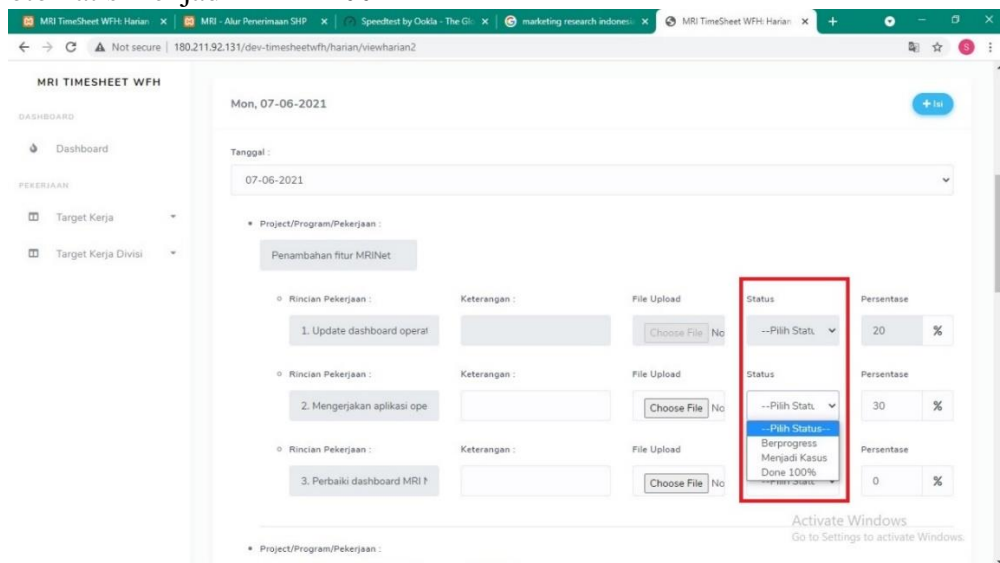 MRI TimeSheet WFH: Harian
MRI - Alur Penerimaan SHP
Speedtest by Ookla - The Glo
marketing research indonesia
MRI TimeSheet WFH: Harian
Not secure | 180.211.92.131/dev-timesheetwfh/harian/viewharian2
S
MRI TIMESHEET WFH
DASHBOARD
Dashboard
PEKERJAAN
Target Kerja
Target Kerja Divisi
Mon, 07-06-2021
+ Isi
Tanggal :
07-06-2021
Project/Program/Pekerjaan :
Penambahan fitur MRINet
Rincian Pekerjaan : Keterangan : File Upload Status Persentase
1. Update dashboard operat Choose File No --Pilih Statu 20 %
Rincian Pekerjaan : Keterangan : File Upload Status Persentase
2. Mengerjakan aplikasi ope Choose File No --Pilih Statu 30 %
--Pilih Status--
Berprogress
Menjadi Kasus
Done 100%
Rincian Pekerjaan : Keterangan : File Upload Persentase
3. Perbaiki dashboard MRI Choose File No --Pilih Statu 0 %
Activate Windows
Go to Settings to activate Windows.
Project/Program/Pekerjaan :